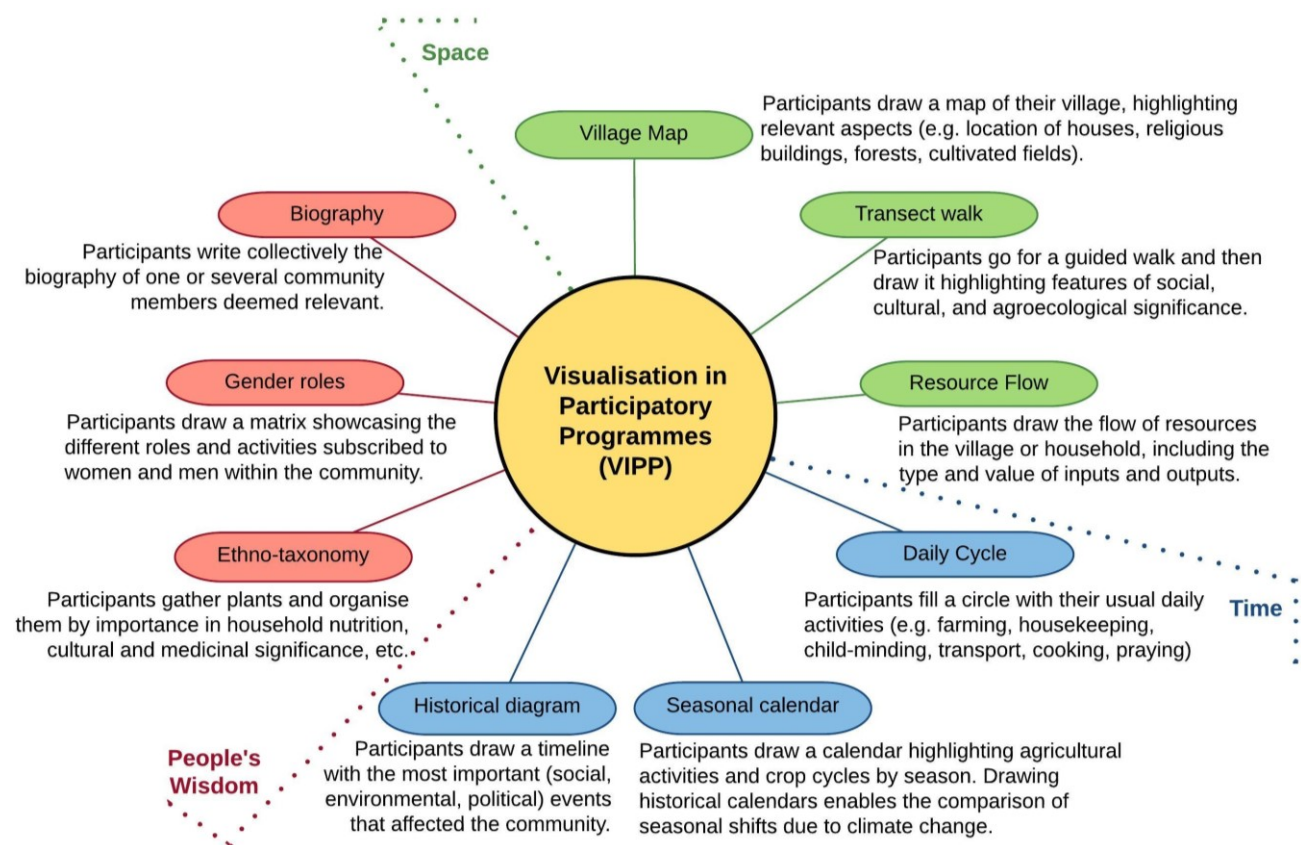 Space
Village Map
Participants draw a map of their village, highlighting
relevant aspects (e.g. location of houses, religious
buildings, forests, cultivated fields).
Transect walk
Participants go for a guided walk and then
draw it highlighting features of social,
cultural, and agroecological significance.
Resource Flow
Participants draw the flow of resources
in the village or household, including the
type and value of inputs and outputs.
Time
Daily Cycle
Participants fill a circle with their usual daily
activities (e.g. farming, housekeeping,
child-minding, transport, cooking, praying)
Seasonal calendar
Participants draw a calendar highlighting agricultural
activities and crop cycles by season. Drawing
historical calendars enables the comparison of
seasonal shifts due to climate change.
Historical diagram
Participants draw a timeline
with the most important (social,
environmental, political) events
that affected the community.
People's
Wisdom
Ethno-taxonomy
Participants gather plants and organise
them by importance in household nutrition,
cultural and medicinal significance, etc.
Gender roles
Participants draw a matrix showcasing the
different roles and activities subscribed to
women and men within the community.
Biography
Participants write collectively the
biography of one or several community
members deemed relevant.
Visualisation in
Participatory
Programmes
(VIPP)